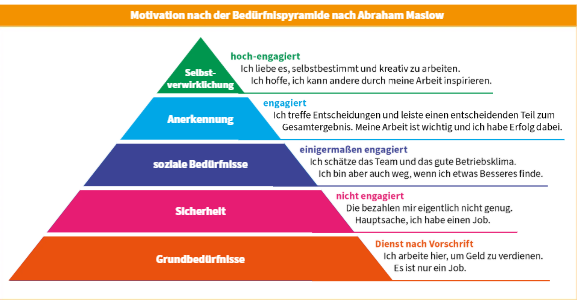 Motivation nach der Bedürfnispyramide nach Abraham Maslow
hoch-engagiert
Ich liebe es, selbstbestimmt und kreativ zu arbeiten.
Ich hoffe, ich kann andere durch meine Arbeit inspirieren.
Selbst-
verwirklichung
engagiert
Ich treffe Entscheidungen und leiste einen entscheidenden Teil zum
Gesamtergebnis. Meine Arbeit ist wichtig und ich habe Erfolg dabei.
Anerkennung
einigermaßen engagiert
Ich schätze das Team und das gute Betriebsklima.
Ich bin aber auch weg, wenn ich etwas Besseres finde.
soziale Bedürfnisse
nicht engagiert
Die bezahlen mir eigentlich nicht genug.
Hauptsache, ich habe einen Job.
Sicherheit
Dienst nach Vorschrift
Ich arbeite hier, um Geld zu verdienen.
Es ist nur ein Job.
Grundbedürfnisse